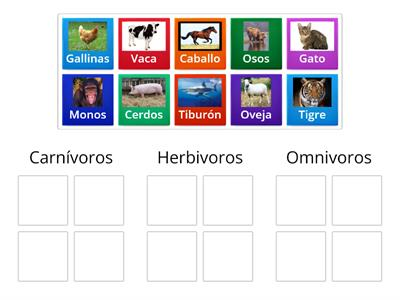 Gallinas Vaca Caballo Osos Gato
Monos Cerdos Tiburón Oveja Tigre
Carnívoros Herbivoros Omnivoros